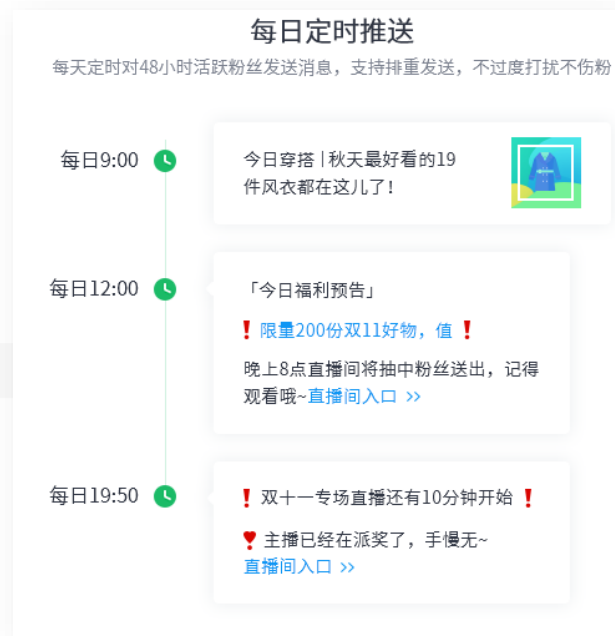 每日定时推送
每天定时对48小时活跃粉丝发送消息，支持排重发送，不过度打扰不伤粉
每日9:00
今日穿搭 | 秋天最好看的19
件风衣都在这儿了！
每日12:00
「今日福利预告」
❗ 限量200份双11好物，值 ❗
晚上8点直播间将抽中粉丝送出，记得
观看哦~直播间入口 >>
每日19:50
❗ 双十一专场直播还有10分钟开始 ❗
❣ 主播已经在派奖了，手慢无~
直播间入口 >>